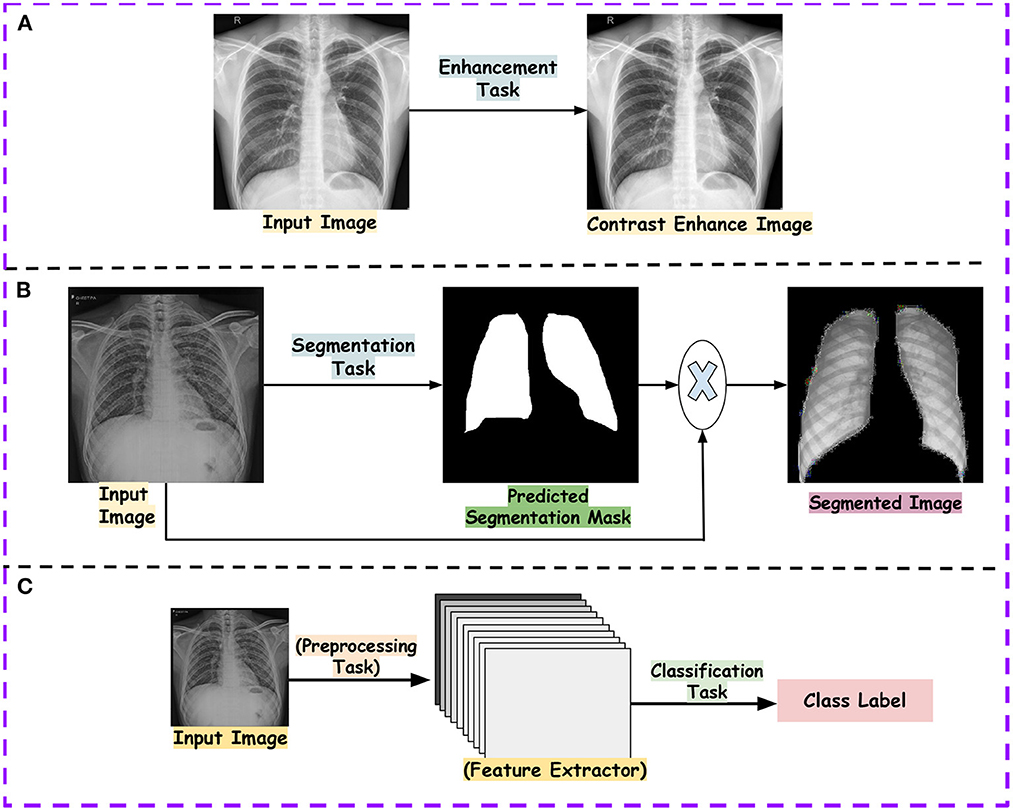 A
R
R
Enhancement
Task
Input Image
Contrast Enhance Image
B
R
Segmentation
Task
X
Input
Image
Predicted
Segmentation Mask
Segmented Image
C
(Preprocessing
Task)
Classification
Task
Class Label
Input Image
(Feature Extractor)